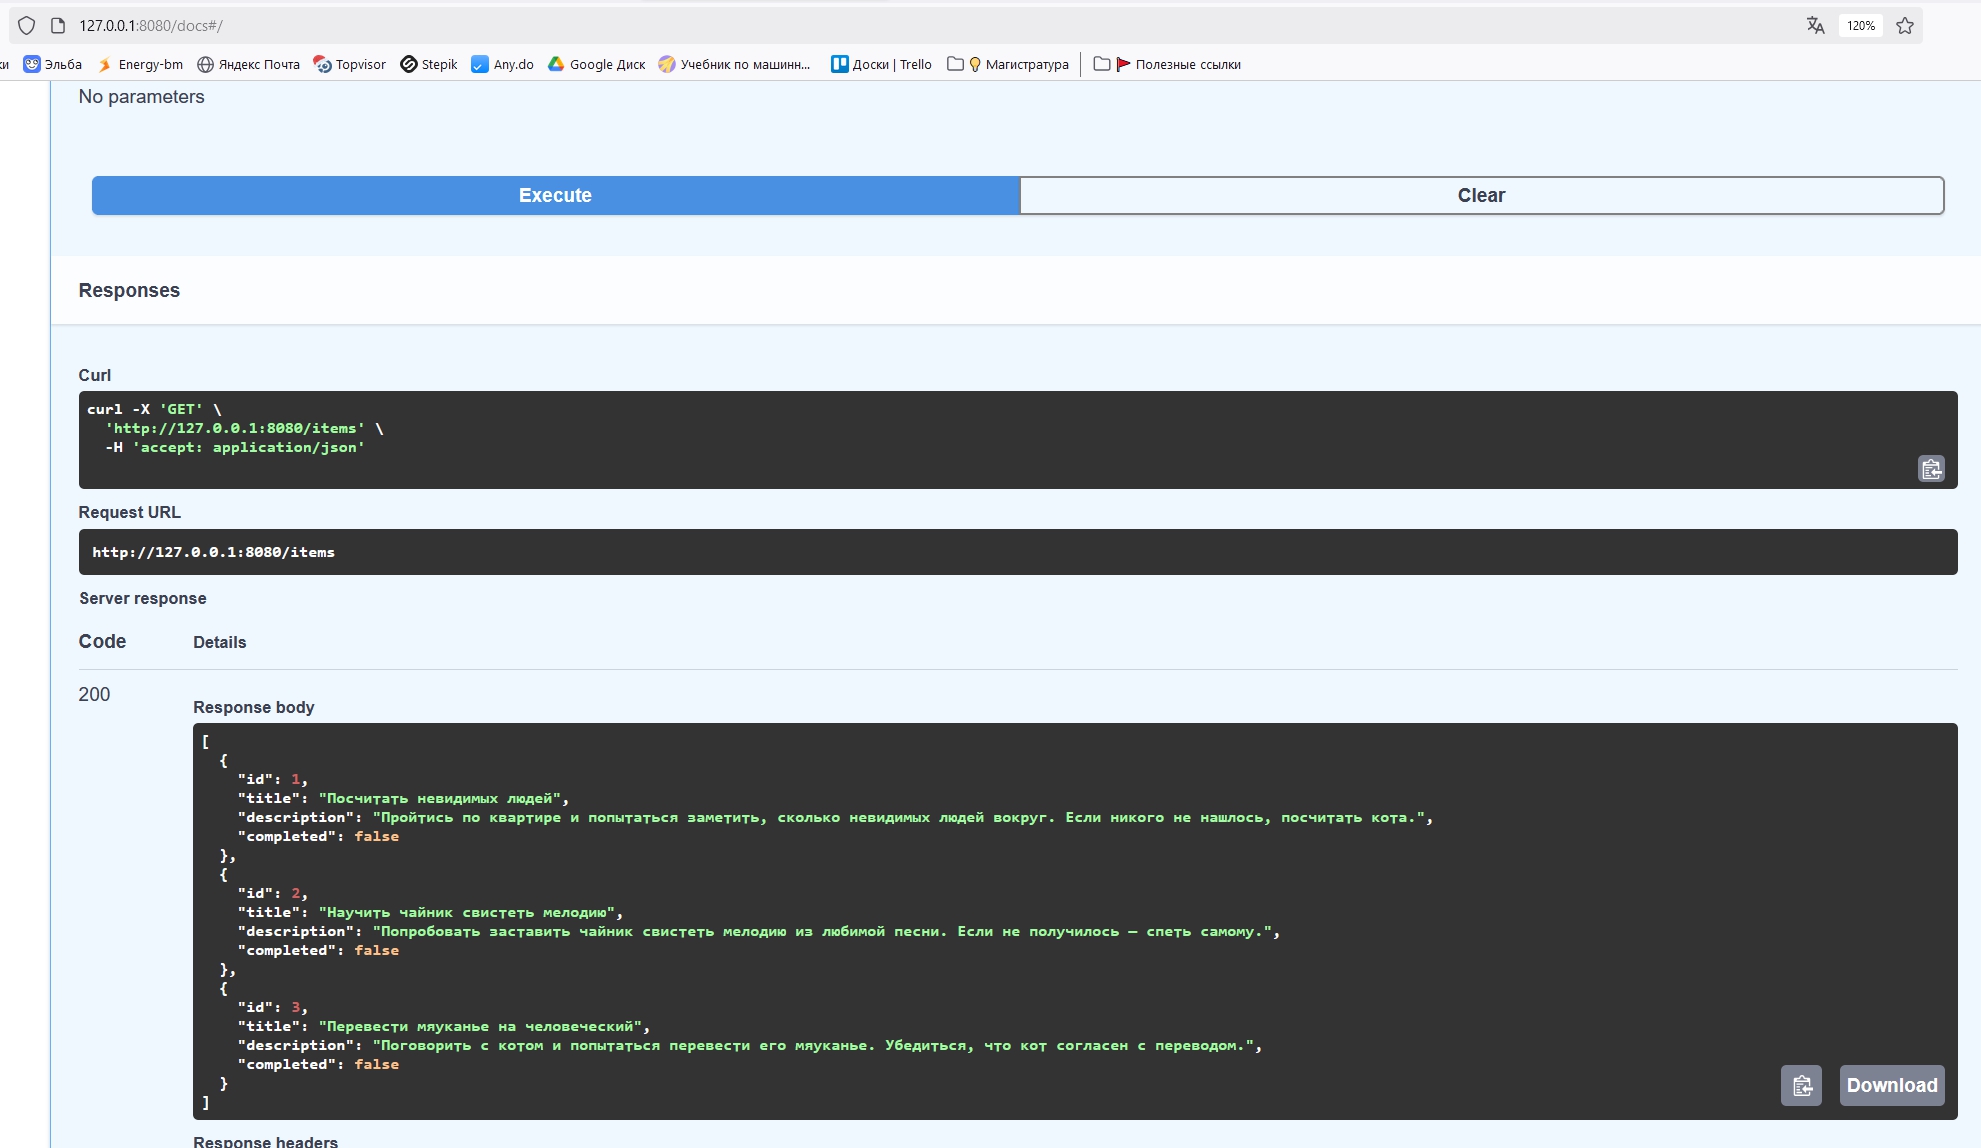 127.0.0.1:8080/docs#/
120%
ки Эльба Energy-bm Яндекс Почта Topvisor Stepik Any.do Google Диск Учебник по машинн... Доски | Trello Магистратура Полезные ссылки
No parameters
Execute Clear
Responses
Curl
curl -X 'GET' \
'http://127.0.0.1:8080/items' \
-H 'accept: application/json'
Request URL
http://127.0.0.1:8080/items
Server response
Code Details
200
Response body
[
{
"id": 1,
"title": "Посчитать невидимых людей",
"description": "Пройтись по квартире и попытаться заметить, сколько невидимых людей вокруг. Если никого не нашлось, посчитать кота.",
"completed": false
},
{
"id": 2,
"title": "Научить чайник свистеть мелодию",
"description": "Попробовать заставить чайник свистеть мелодию из любимой песни. Если не получилось — спеть самому.",
"completed": false
},
{
"id": 3,
"title": "Перевести мяуканье на человеческий",
"description": "Поговорить с котом и попытаться перевести его мяуканье. Убедиться, что кот согласен с переводом.",
"completed": false
}
]
Download
Response headers